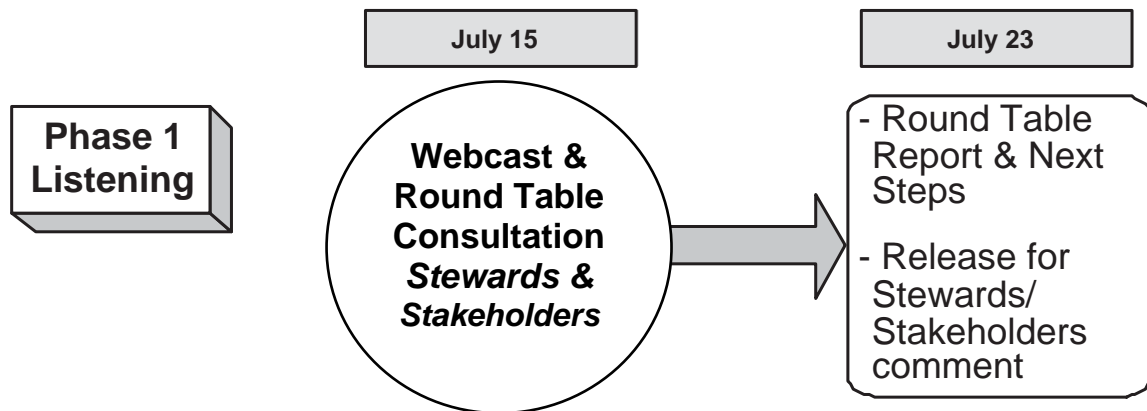 July 15
July 23
Phase 1
Listening
Webcast &
Round Table
Consultation
Stewards &
Stakeholders
- Round Table
Report & Next
Steps
- Release for
Stewards/
Stakeholders
comment